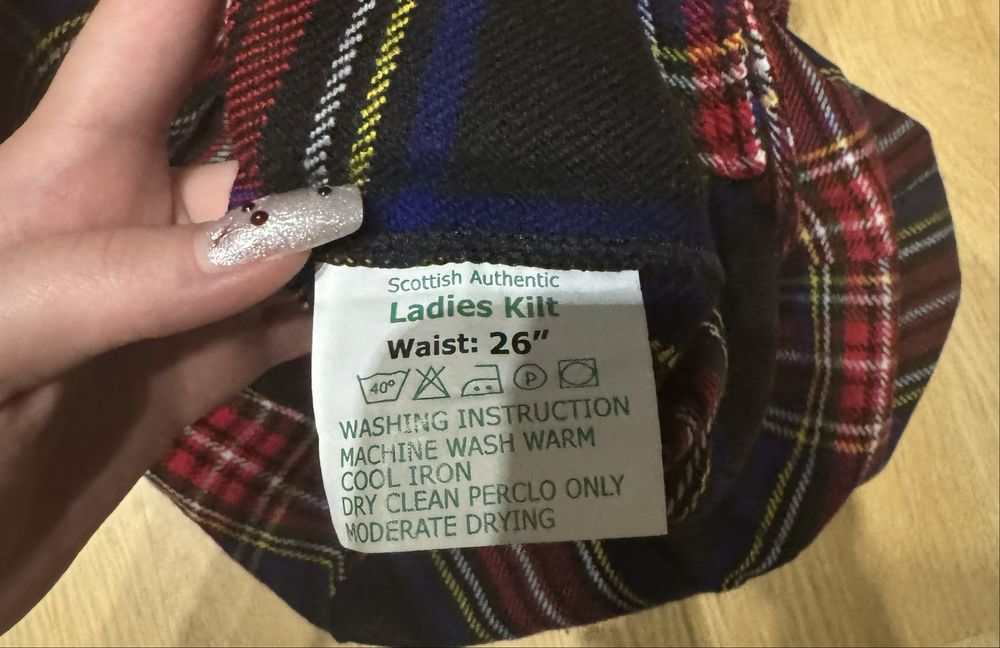 Scottish Authentic
Ladies Kilt
Waist: 26”
40° P
WASHING INSTRUCTION
MACHINE WASH WARM
COOL IRON
DRY CLEAN PERCLO ONLY
MODERATE DRYING